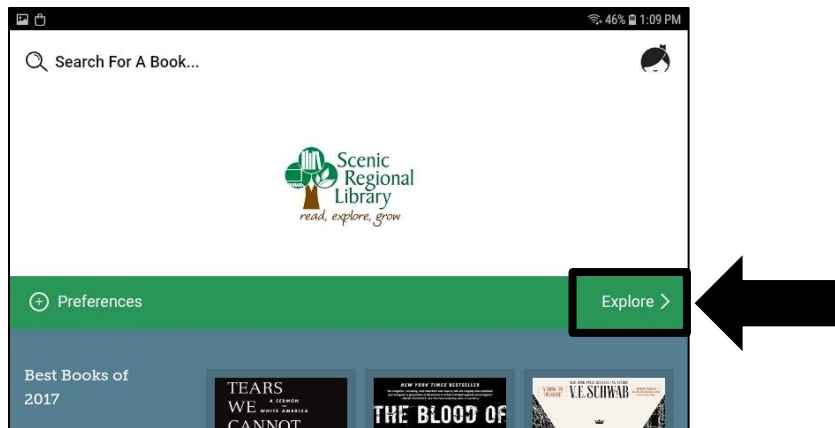 46% 1:09 PM
Search For A Book...
Scenic
Regional
Library
read, explore, grow
Preferences
Explore >
Best Books of
2017
TEARS
WE
A SERMON
TO
WHITE AMERICA
CANNOT
NEW YORK TIMES BESTSELLER
THE BLOOD OF
V.E. SCHWAB